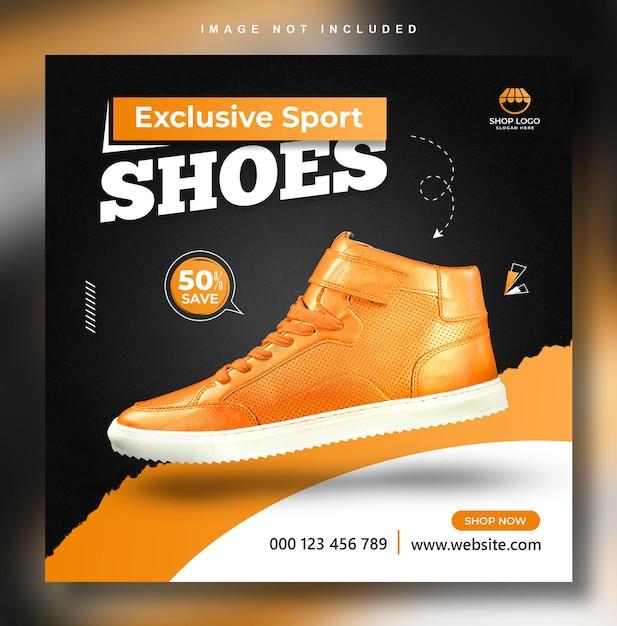 IMAGE NOT INCLUDED
Exclusive Sport
SHOES
SHOP LOGO
SLOGAN HERE
50%
SAVE
SHOP NOW
000 123 456 789 | www.website.com